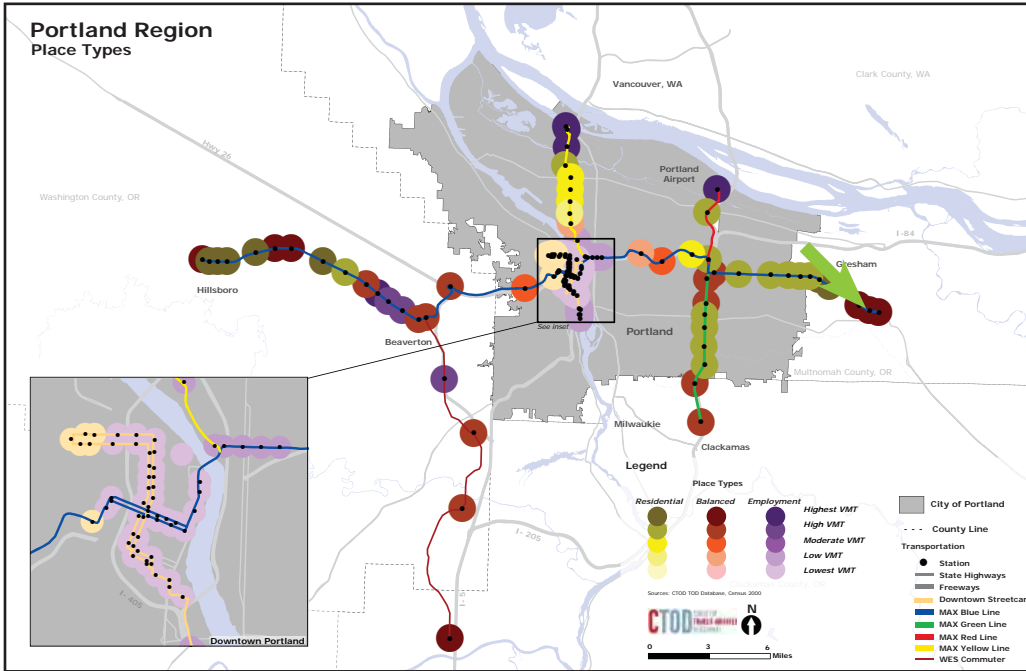 Portland Region
Place Types
Vancouver, WA
Clark County, WA
Hwy 26
Portland
Airport
Washington County, OR
I-84
Gresham
Hillsboro
See Inset
Portland
Beaverton
Multnomah County, OR
Milwaukie
Clackamas
I - 205
I - 5
I - 405
Downtown Portland
Legend
Place Types
Residential
Balanced
Employment
Highest VMT
High VMT
Moderate VMT
Low VMT
Lowest VMT
Sources: CTOD TOD Database, Census 2000
CTOD
N
0 3 6
Miles
City of Portland
County Line
Transportation
Station
State Highways
Freeways
Downtown Streetcar
MAX Blue Line
MAX Green Line
MAX Red Line
MAX Yellow Line
WES Commuter